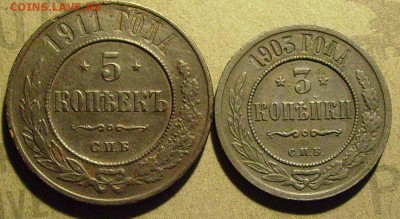 COINS.LAVE.RU
1911 ГОДА
5
КОПѢЕКЪ
С.П.Б
1903 ГОДА
3
КОПѢЙКИ
С.П.Б